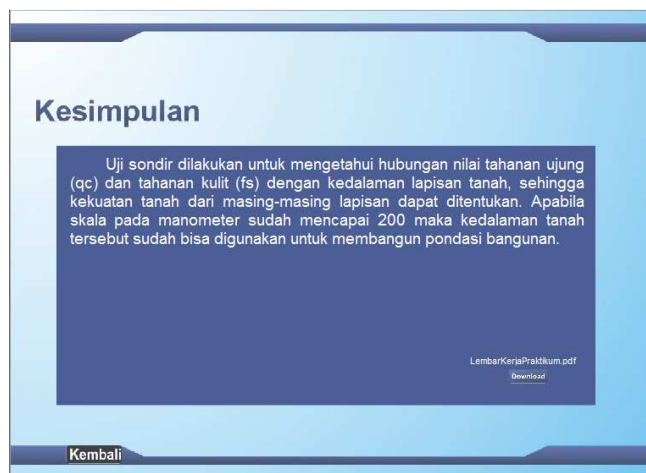 Kesimpulan
Uji sondir dilakukan untuk mengetahui hubungan nilai tahanan ujung
(qc) dan tahanan kulit (fs) dengan kedalaman lapisan tanah, sehingga
kekuatan tanah dari masing-masing lapisan dapat ditentukan. Apabila
skala pada manometer sudah mencapai 200 maka kedalaman tanah
tersebut sudah bisa digunakan untuk membangun pondasi bangunan.
LembarKerjaPraktikum.pdf
Download
Kembali